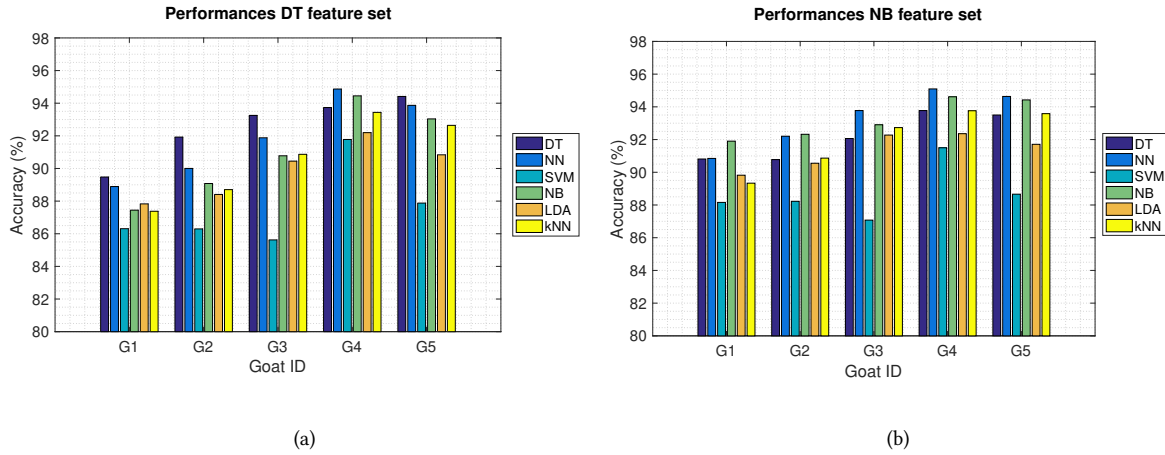 Performances DT feature set
98
96
94
92
90
88
86
84
82
80
Accuracy (%)
G1 G2 G3 G4 G5
Goat ID
DT
NN
SVM
NB
LDA
kNN
(a)
Performances NB feature set
98
96
94
92
90
88
86
84
82
80
Accuracy (%)
G1 G2 G3 G4 G5
Goat ID
DT
NN
SVM
NB
LDA
kNN
(b)